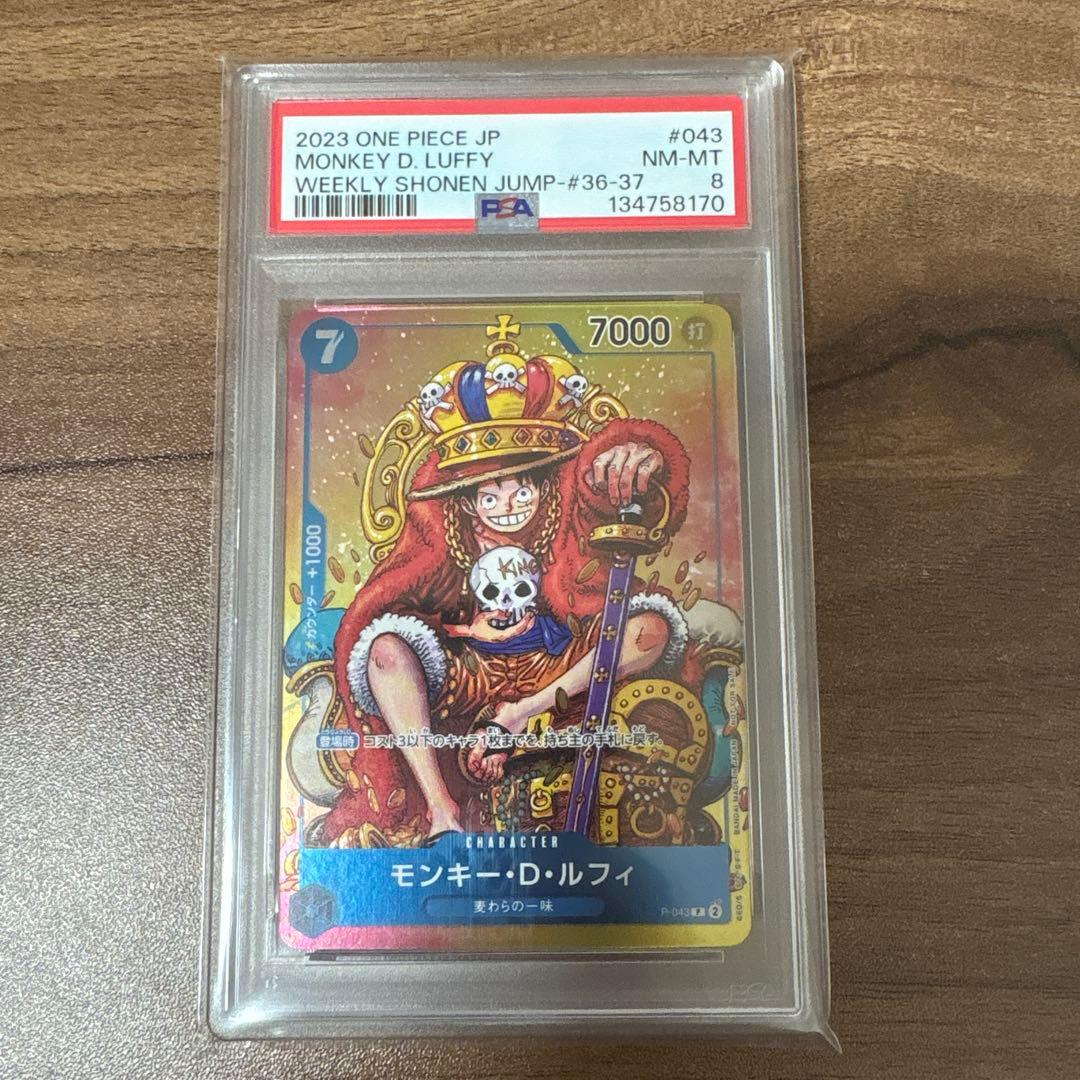 2023 ONE PIECE JP #043
MONKEY D. LUFFY NM-MT
WEEKLY SHONEN JUMP-#36-37 8
PSA 134758170
7 7000 打
KING
カウンター +1000
登場時 コスト3以下のキャラ1枚までを、持ち主の手札に戻す。
CHARACTER
モンキー・D・ルフィ
麦わらの一味
P-043 P 2